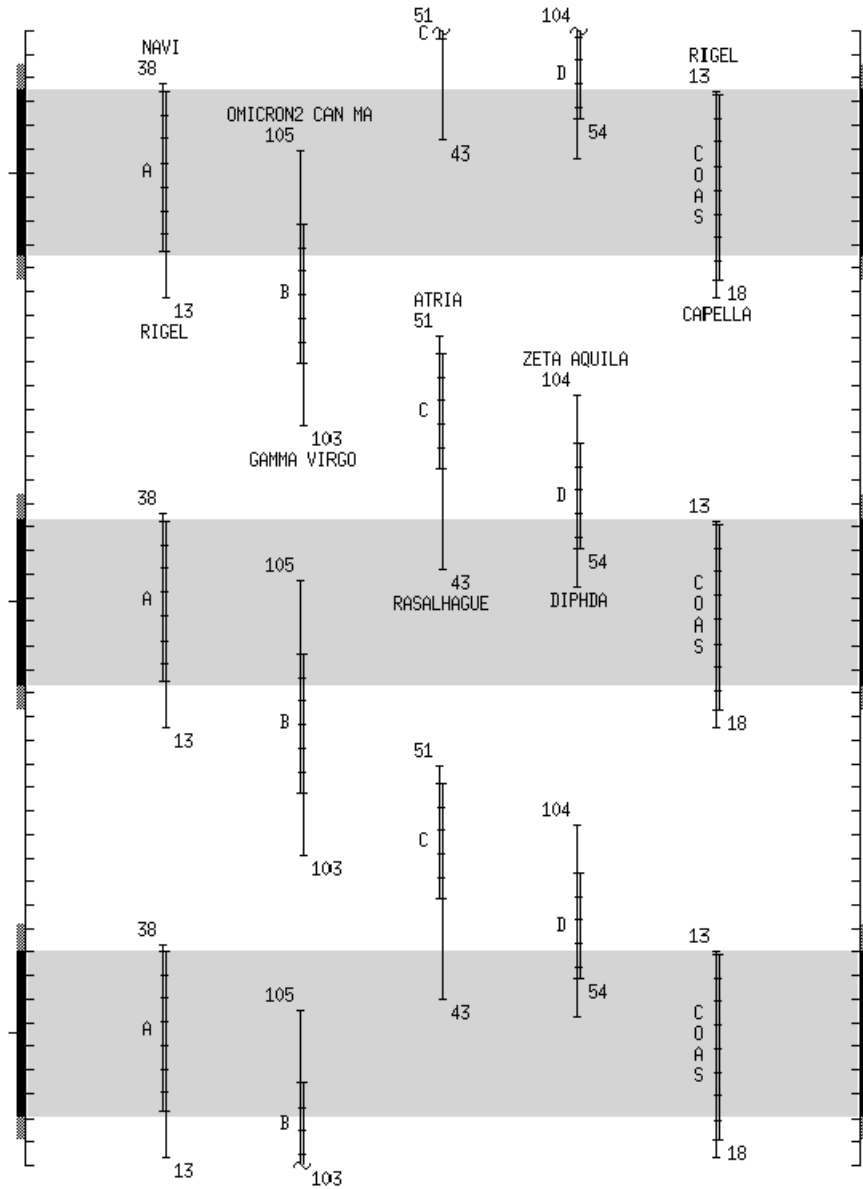 51
104
C
NAVI
RIGEL
38
13
D
OMICRON2 CAN MA
105
54
43
A
C
O
A
S
B
18
CAPELLA
ATRIA
13
51
RIGEL
ZETA AQUILA
104
C
103
GAMMA VIRGO
D
38
13
54
105
43
RASALHAGUE
DIPHDA
A
C
O
A
S
B
18
13
51
104
C
103
D
38
13
54
105
43
A
C
O
A
S
B
18
13
103